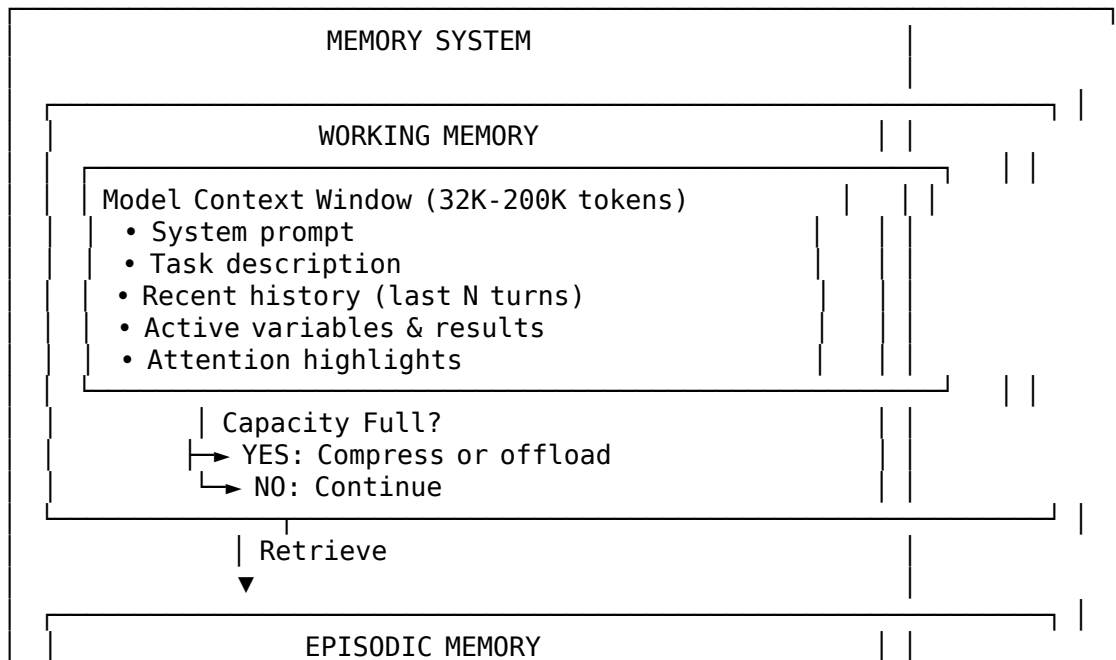 MEMORY SYSTEM
WORKING MEMORY
Model Context Window (32K-200K tokens)
• System prompt
• Task description
• Recent history (last N turns)
• Active variables & results
• Attention highlights
Capacity Full?
YES: Compress or offload
NO: Continue
Retrieve
EPISODIC MEMORY